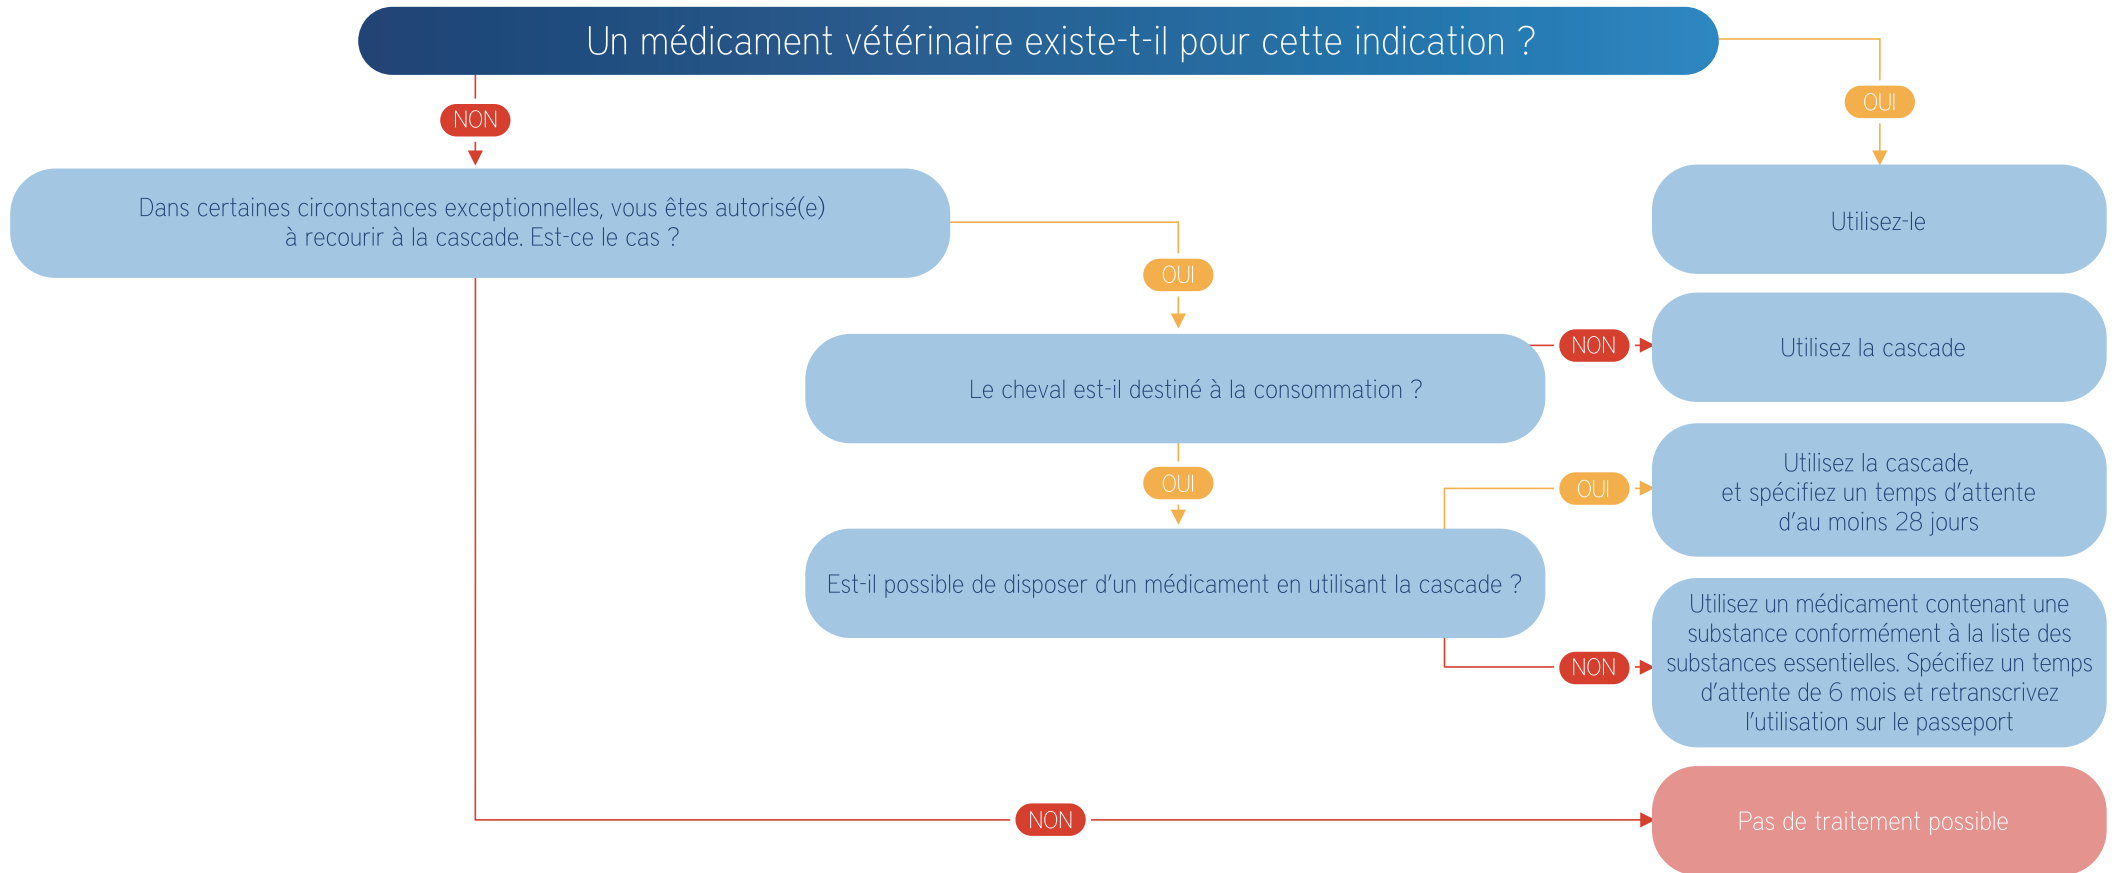 Un médicament vétérinaire existe-t-il pour cette indication ?
NON
OUI
Dans certaines circonstances exceptionnelles, vous êtes autorisé(e)
à recourir à la cascade. Est-ce le cas ?
Utilisez-le
OUI
Le cheval est-il destiné à la consommation ?
NON
Utilisez la cascade
OUI
Est-il possible de disposer d'un médicament en utilisant la cascade ?
OUI
Utilisez la cascade,
et spécifiez un temps d'attente
d'au moins 28 jours
NON
Utilisez un médicament contenant une
substance conformément à la liste des
substances essentielles. Spécifiez un temps
d'attente de 6 mois et retranscrivez
l'utilisation sur le passeport
NON
Pas de traitement possible